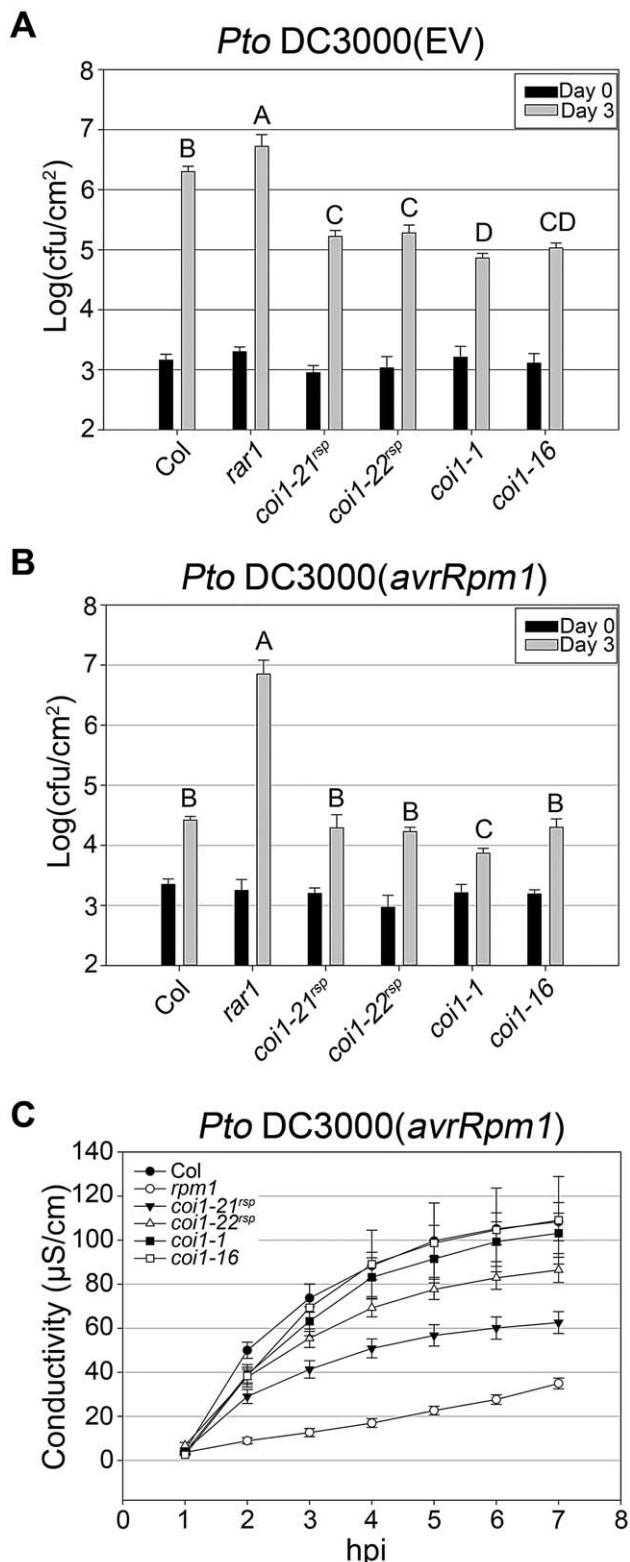 A
Pto DC3000(EV)
Log(cfu/cm²)
8
7
6
5
4
3
2
Day 0
Day 3
B
A
C
C
D
CD
Col
rar1
coi1-21rsp
coi1-22rsp
coi1-1
coi1-16
B
Pto DC3000(avrRpm1)
Log(cfu/cm²)
8
7
6
5
4
3
2
Day 0
Day 3
B
A
B
B
C
B
Col
rar1
coi1-21rsp
coi1-22rsp
coi1-1
coi1-16
C
Pto DC3000(avrRpm1)
Conductivity (µS/cm)
140
120
100
80
60
40
20
0
Col
rpm1
coi1-21rsp
coi1-22rsp
coi1-1
coi1-16
0 1 2 3 4 5 6 7 8
hpi